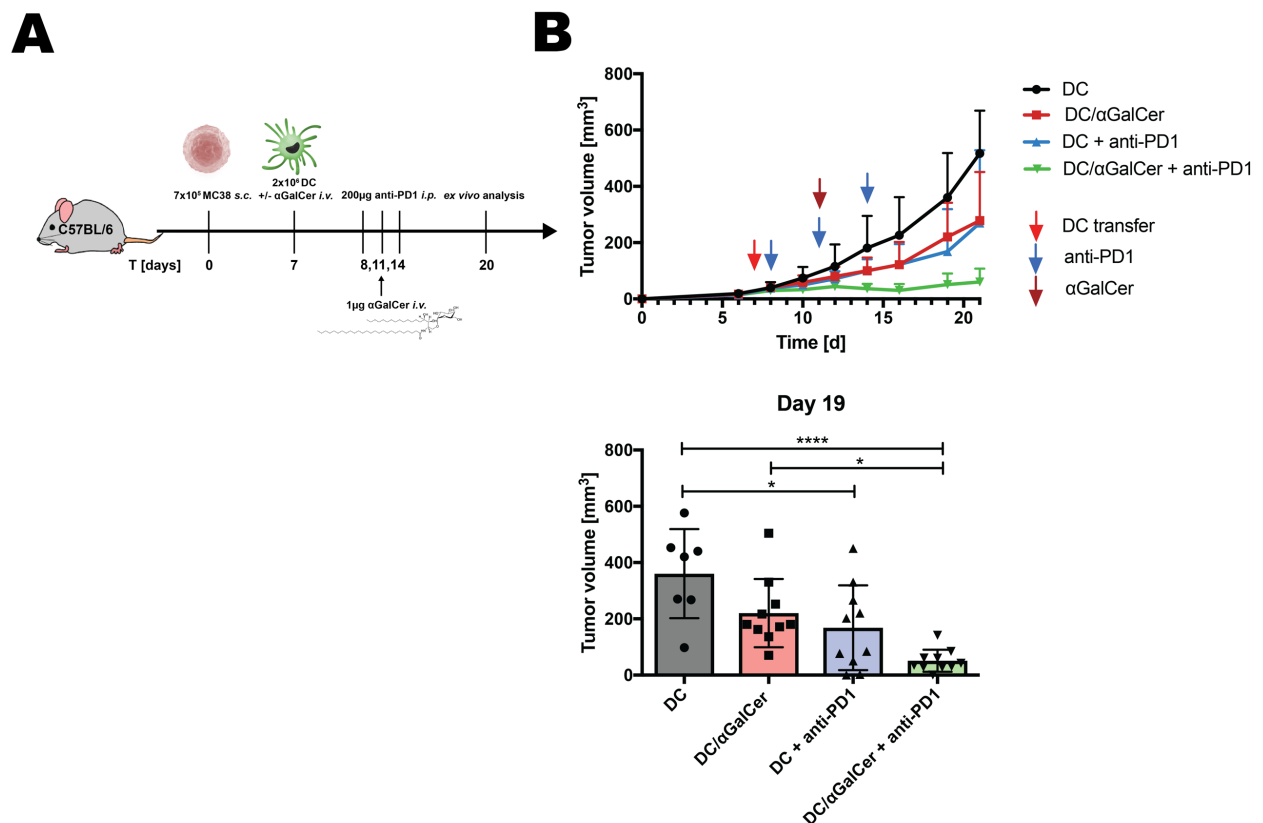 A
C57BL/6
7x10⁵ MC38 s.c.
2x10⁶ DC
+/- αGalCer i.v.
200µg anti-PD1 i.p.
ex vivo analysis
T [days]
0
7
8,11,14
20
1µg αGalCer i.v.
B
Tumor volume [mm³]
800
600
400
200
0
0
5
10
15
20
Time [d]
DC
DC/αGalCer
DC + anti-PD1
DC/αGalCer + anti-PD1
DC transfer
anti-PD1
αGalCer
Day 19
Tumor volume [mm³]
800
600
400
200
0
****
*
*
DC
DC/αGalCer
DC + anti-PD1
DC/αGalCer + anti-PD1